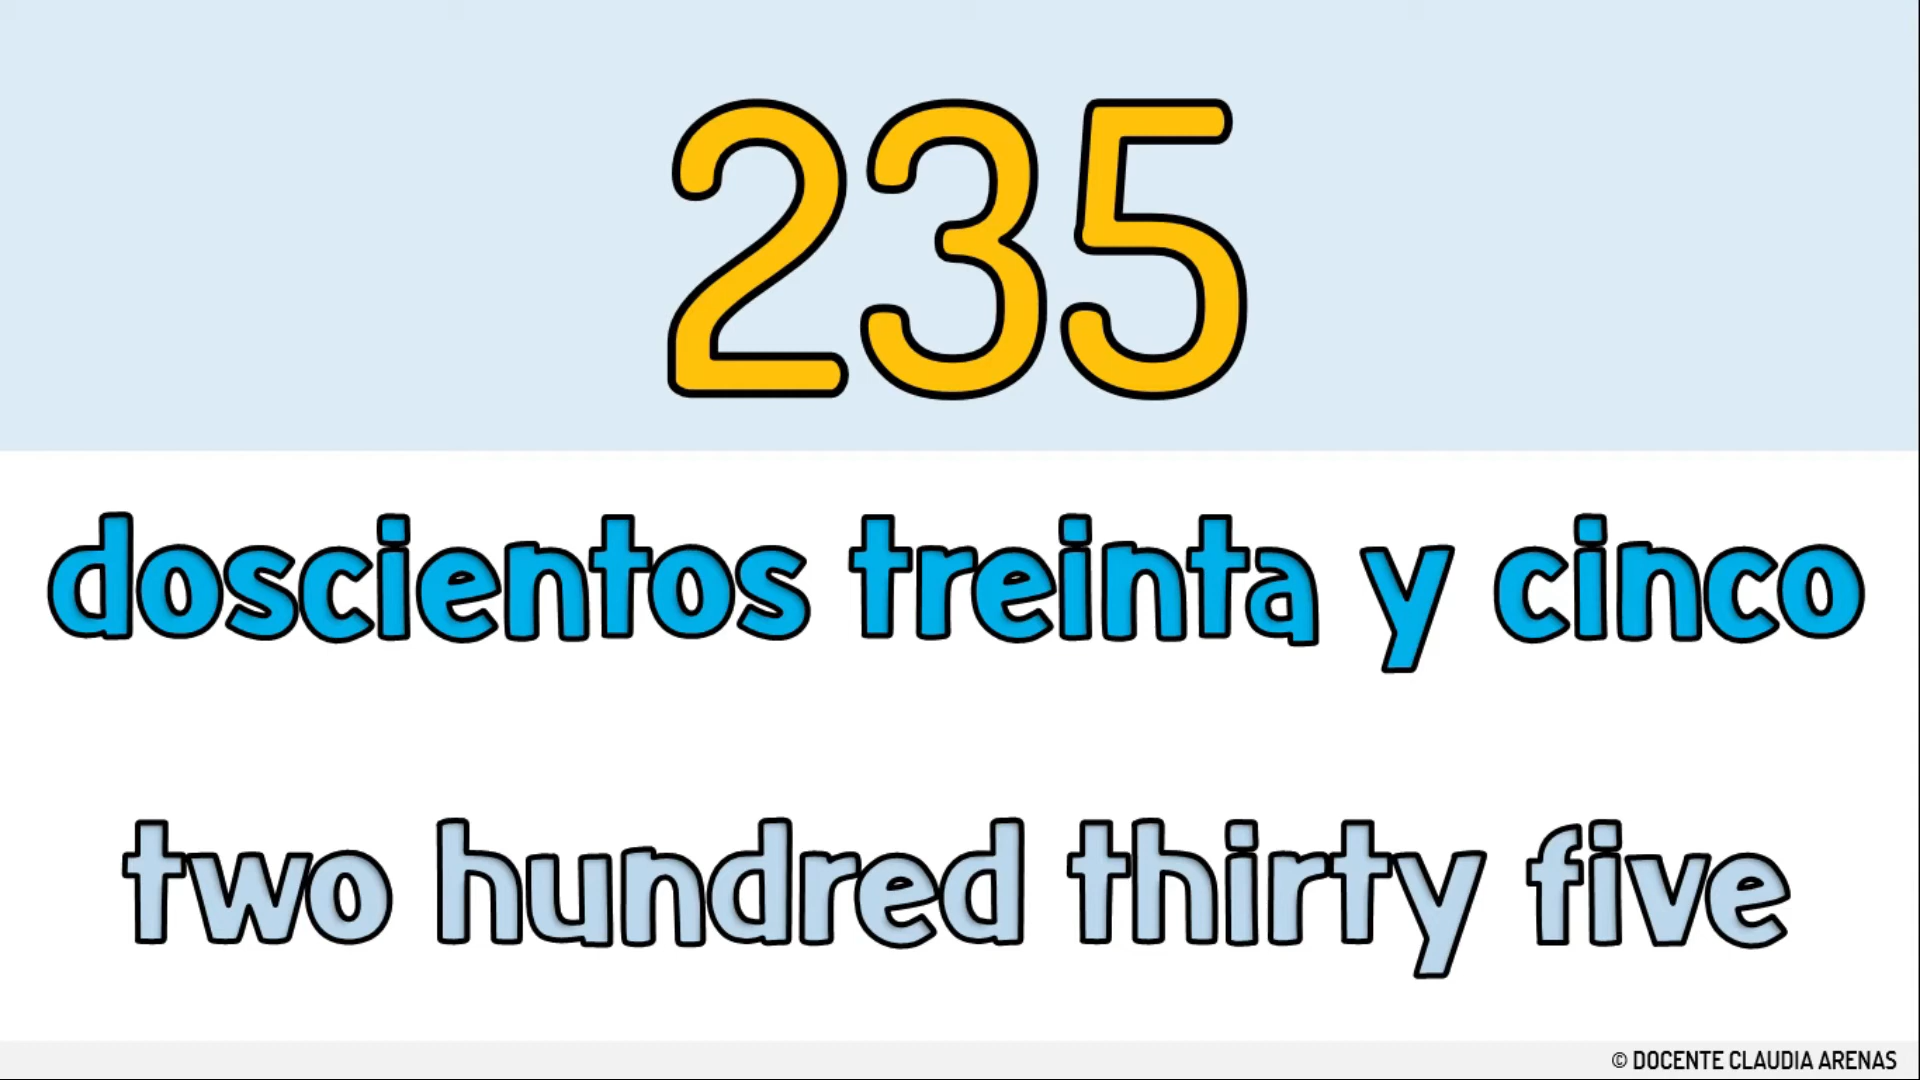 235
doscientos treinta y cinco
two hundred thirty five
© DOCENTE CLAUDIA ARENAS